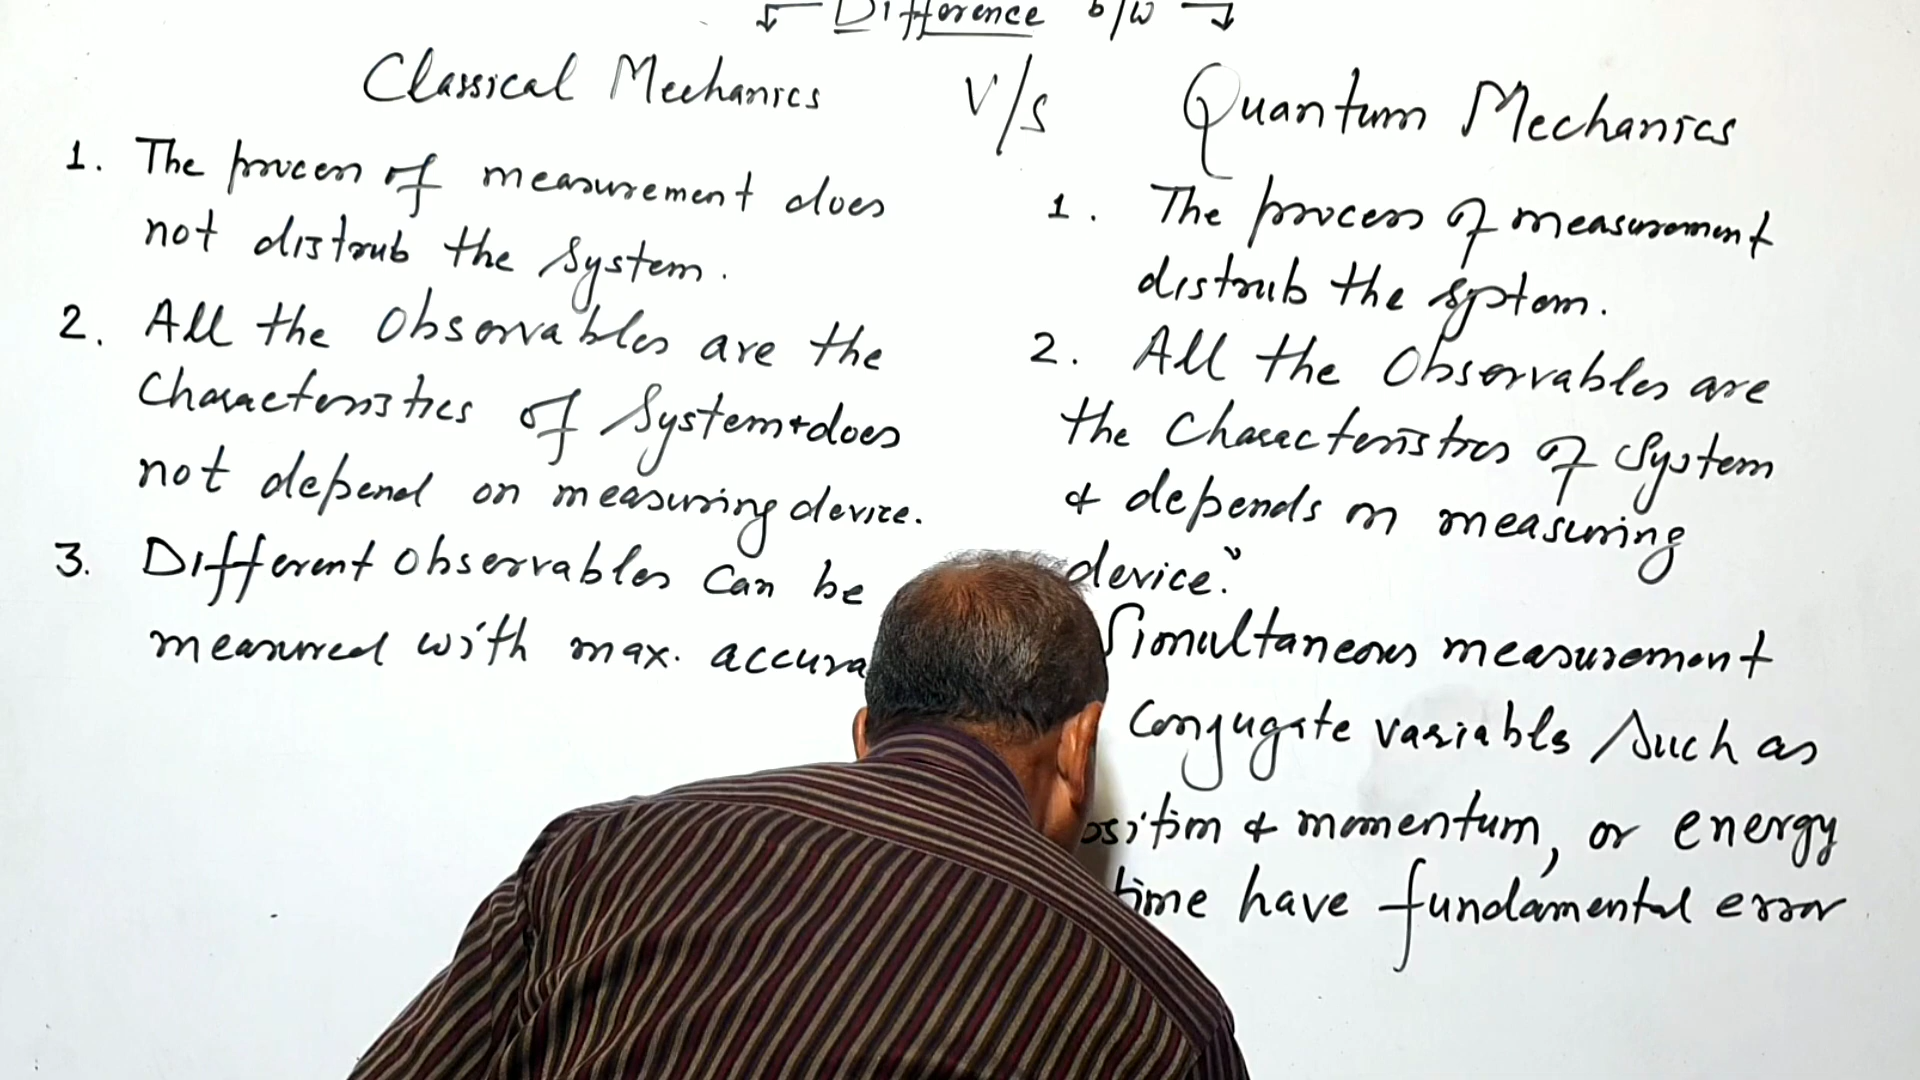 Difference b/w
Classical Mechanics V/s Quantum Mechanics
1. The process of measurement does
not distrub the system.
2. All the Observables are the
Characteristics of System + does
not depend on measuring device.
3. Different observables can be
measured with max. accura
1. The process of measurement
distrub the system.
2. All the Observables are
the Characteristics of System
& depends on measuring
device."
Simultaneous measurement
Conjugate variables such as
osition & momentum, or energy
time have fundamental error